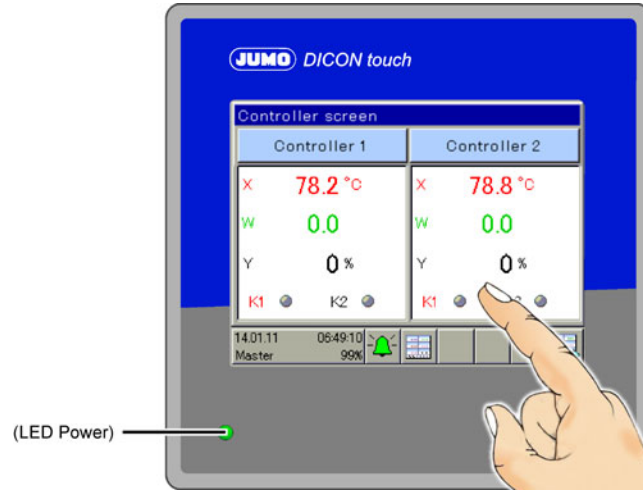 JUMO DICON touch
Controller screen
Controller 1 Controller 2
X 78.2 °C X 78.8 °C
W 0.0 W 0.0
Y 0 % Y 0 %
K1 K2 K1
14.01.11 06:49:10
Master 99%
(LED Power)